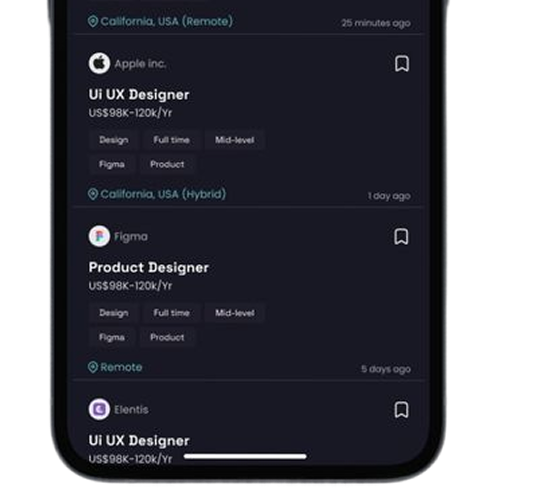 California, USA (Remote) 25 minutes ago
Apple inc.
Ui UX Designer
US$98K-120k/Yr
Design Full time Mid-level
Figma Product
California, USA (Hybrid) 1 day ago
Figma
Product Designer
US$98K-120k/Yr
Design Full time Mid-level
Figma Product
Remote 5 days ago
Elentis
Ui UX Designer
US$98K-120k/Yr